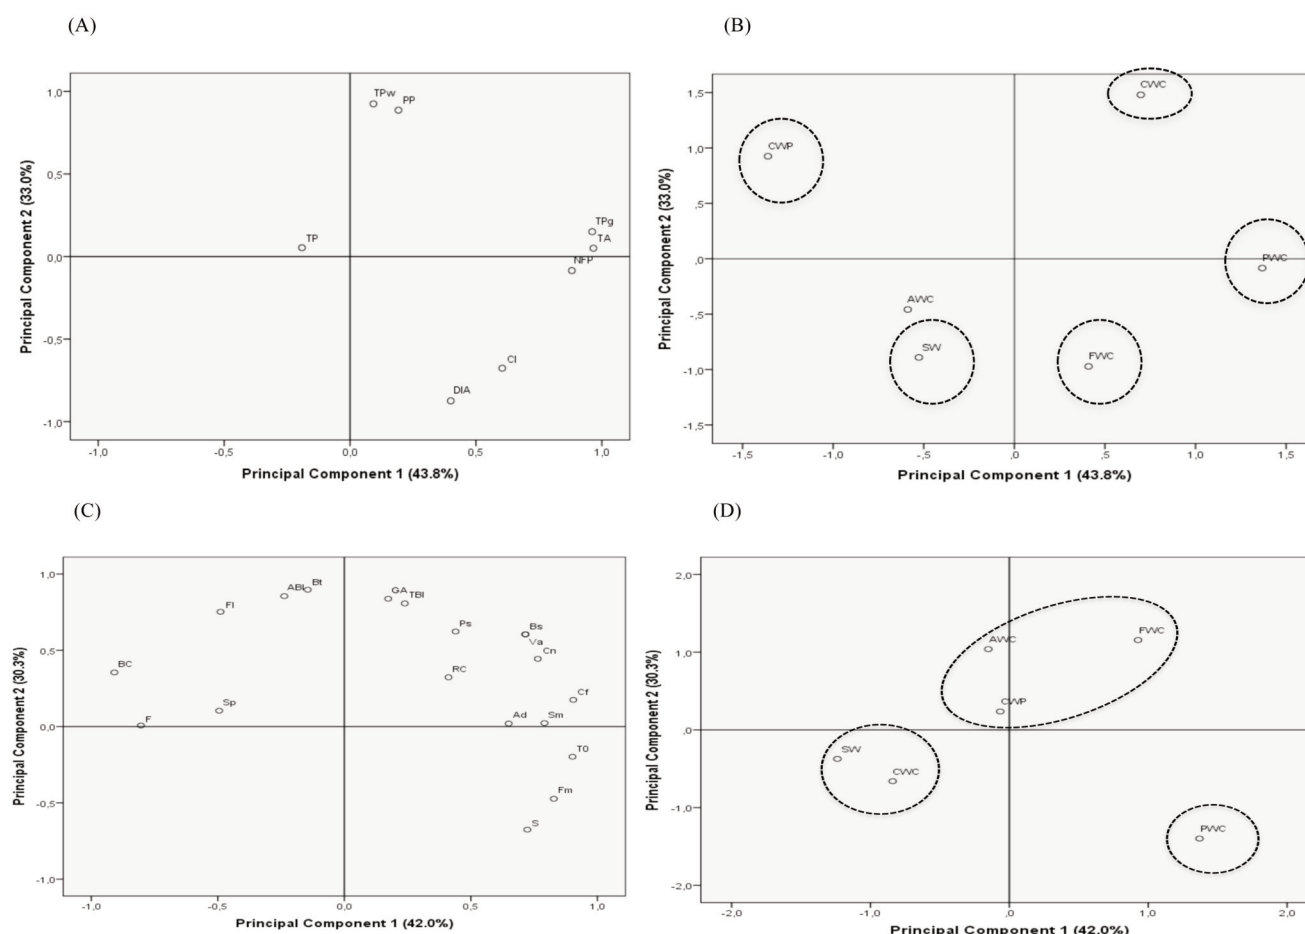 (A)
Principal Component 2 (33.0%)
1,0
0,5
0,0
-0,5
-1,0
TPw
PP
TP
TPg
TA
NFP
CI
DIA
-1,0
-0,5
0,0
0,5
1,0
Principal Component 1 (43.8%)
(B)
Principal Component 2 (33.0%)
1,5
1,0
,5
,0
-,5
-1,0
-1,5
CWC
CWP
PWC
AWC
SW
FWC
-1,5
-1,0
-,5
,0
,5
1,0
1,5
Principal Component 1 (43.8%)
(C)
Principal Component 2 (30.3%)
1,0
0,5
0,0
-0,5
-1,0
ABI
Bt
Fl
GA
TBI
Ps
Bs
Va
Cn
BC
RC
Sp
F
Cf
Ad
Sm
T0
Fm
S
-1,0
-0,5
0,0
0,5
1,0
Principal Component 1 (42.0%)
(D)
Principal Component 2 (30.3%)
2,0
1,0
,0
-1,0
-2,0
AWC
FWC
CWP
SW
CWC
PWC
-2,0
-1,0
,0
1,0
2,0
Principal Component 1 (42.0%)